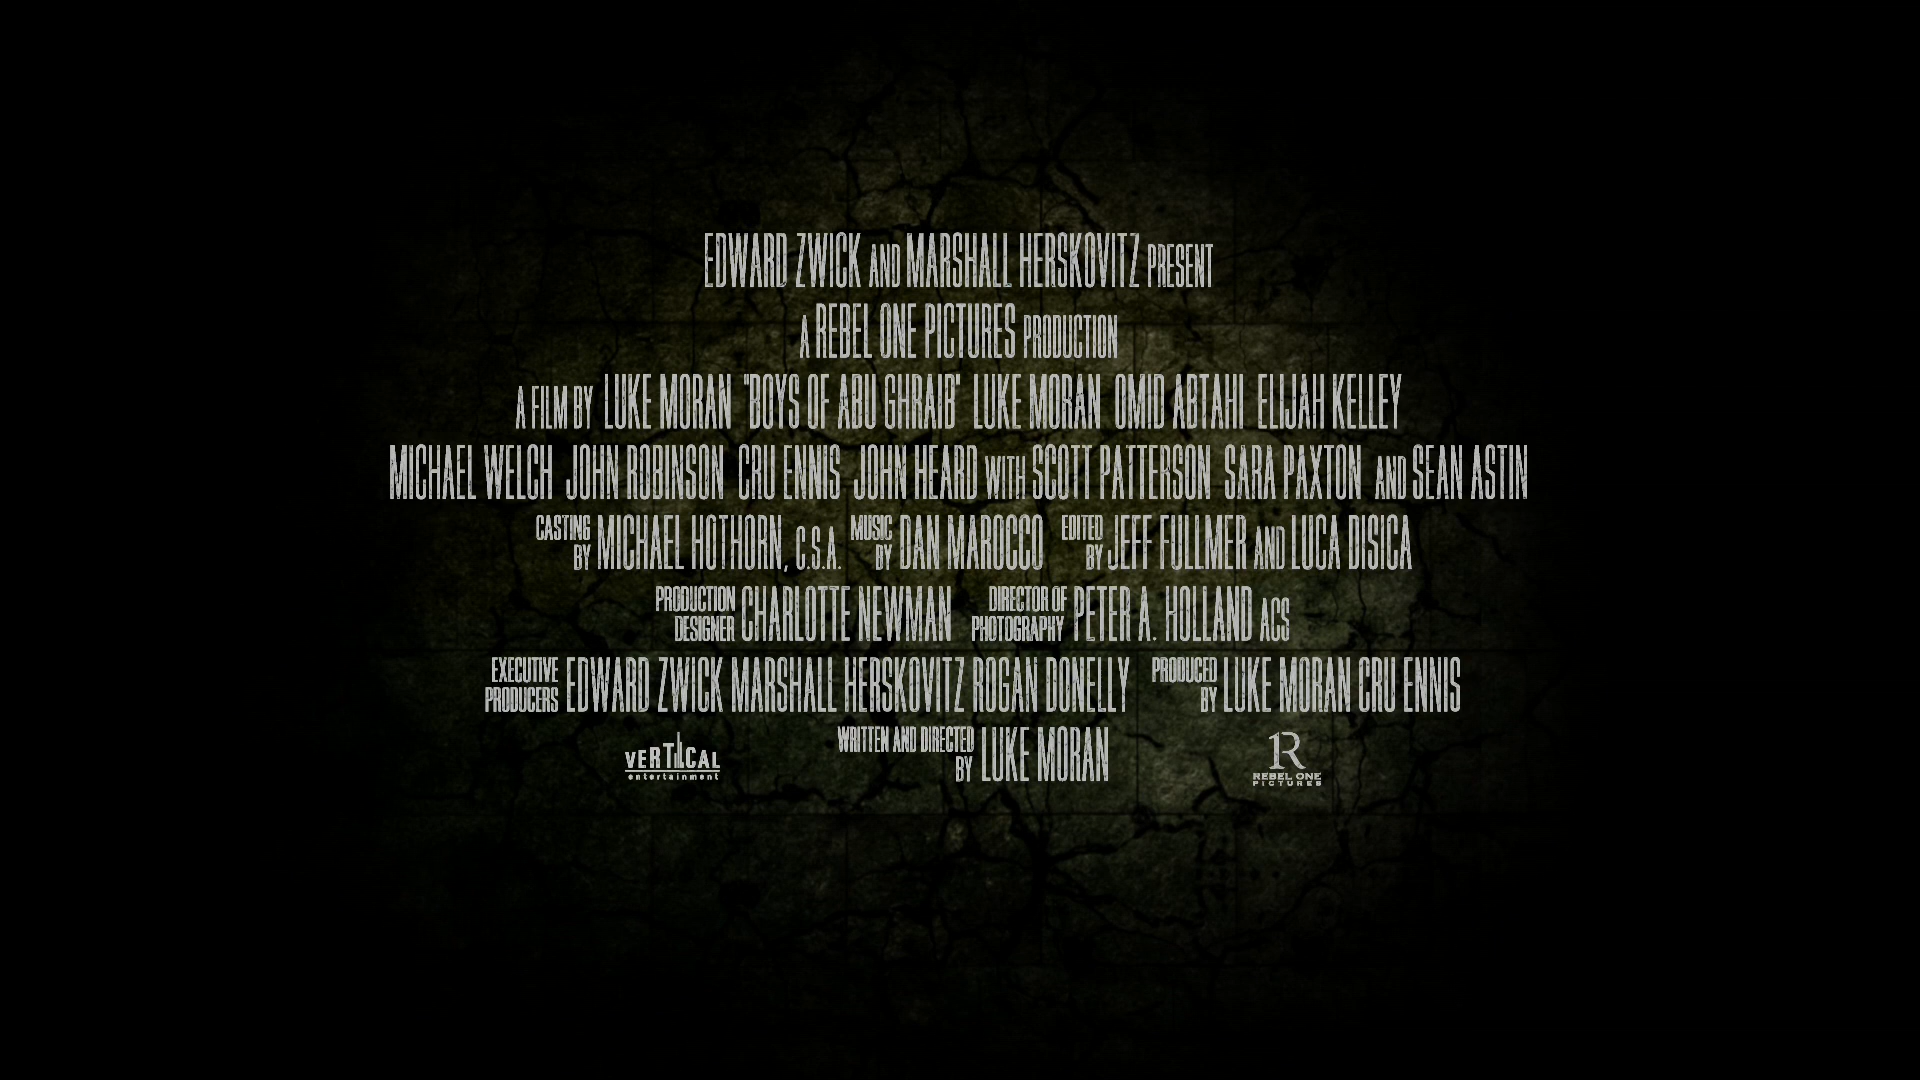 EDWARD ZWICK AND MARSHALL HERSKOVITZ PRESENT
A REBEL ONE PICTURES PRODUCTION
A FILM BY LUKE MORAN "BOYS OF ABU GHRAIB" LUKE MORAN OMID ABTAHI ELIJAH KELLEY
MICHAEL WELCH JOHN ROBINSON CRU ENNIS JOHN HEARD WITH SCOTT PATTERSON SARA PAXTON AND SEAN ASTIN
CASTING BY MICHAEL HOTHORN, C.S.A. MUSIC BY DAN MAROCCO EDITED BY JEFF FULLMER AND LUCA DISICA
PRODUCTION DESIGNER CHARLOTTE NEWMAN DIRECTOR OF PHOTOGRAPHY PETER A. HOLLAND ACS
EXECUTIVE PRODUCERS EDWARD ZWICK MARSHALL HERSKOVITZ ROGAN DONELLY PRODUCED BY LUKE MORAN CRU ENNIS
VERTICAL entertainment WRITTEN AND DIRECTED BY LUKE MORAN 1R REBEL ONE PICTURES